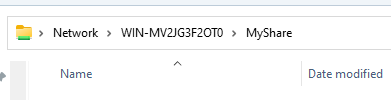 Network > WIN-MV2JG3F2OT0 > MyShare
Name Date modified